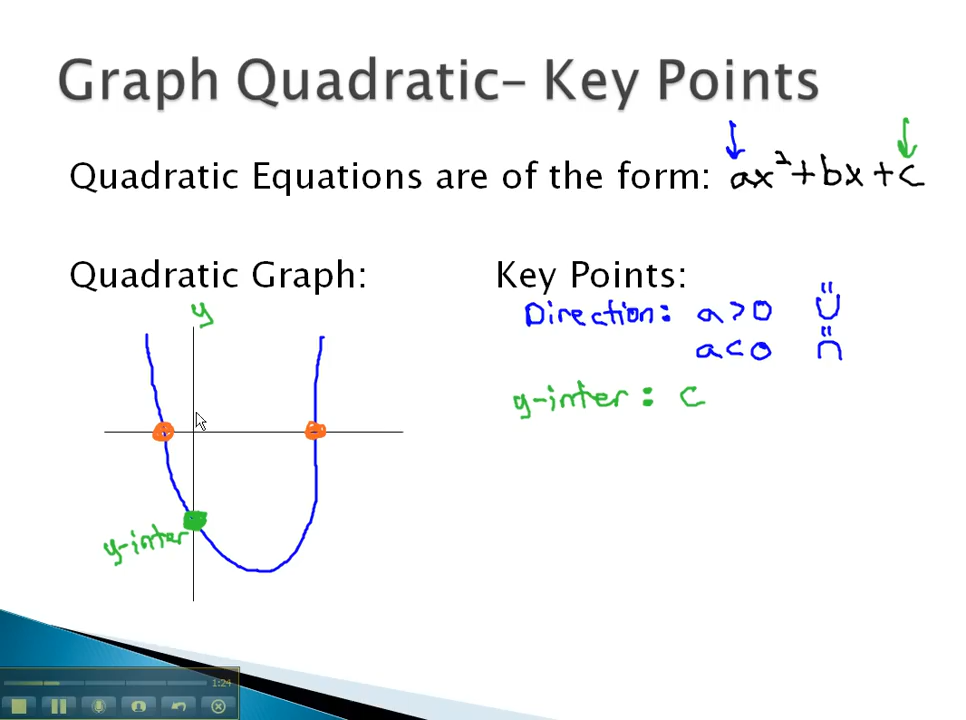 Graph Quadratic– Key Points
Quadratic Equations are of the form: ax²+bx+c
Quadratic Graph:
Key Points:
Direction: a>0
a<0
y-inter: c
y
y-inter
1:24